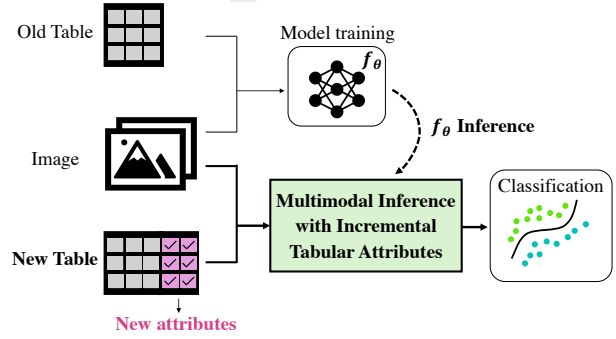 Old Table
Model training
f_θ
Image
f_θ Inference
Multimodal Inference
with Incremental
Tabular Attributes
Classification
New Table
New attributes